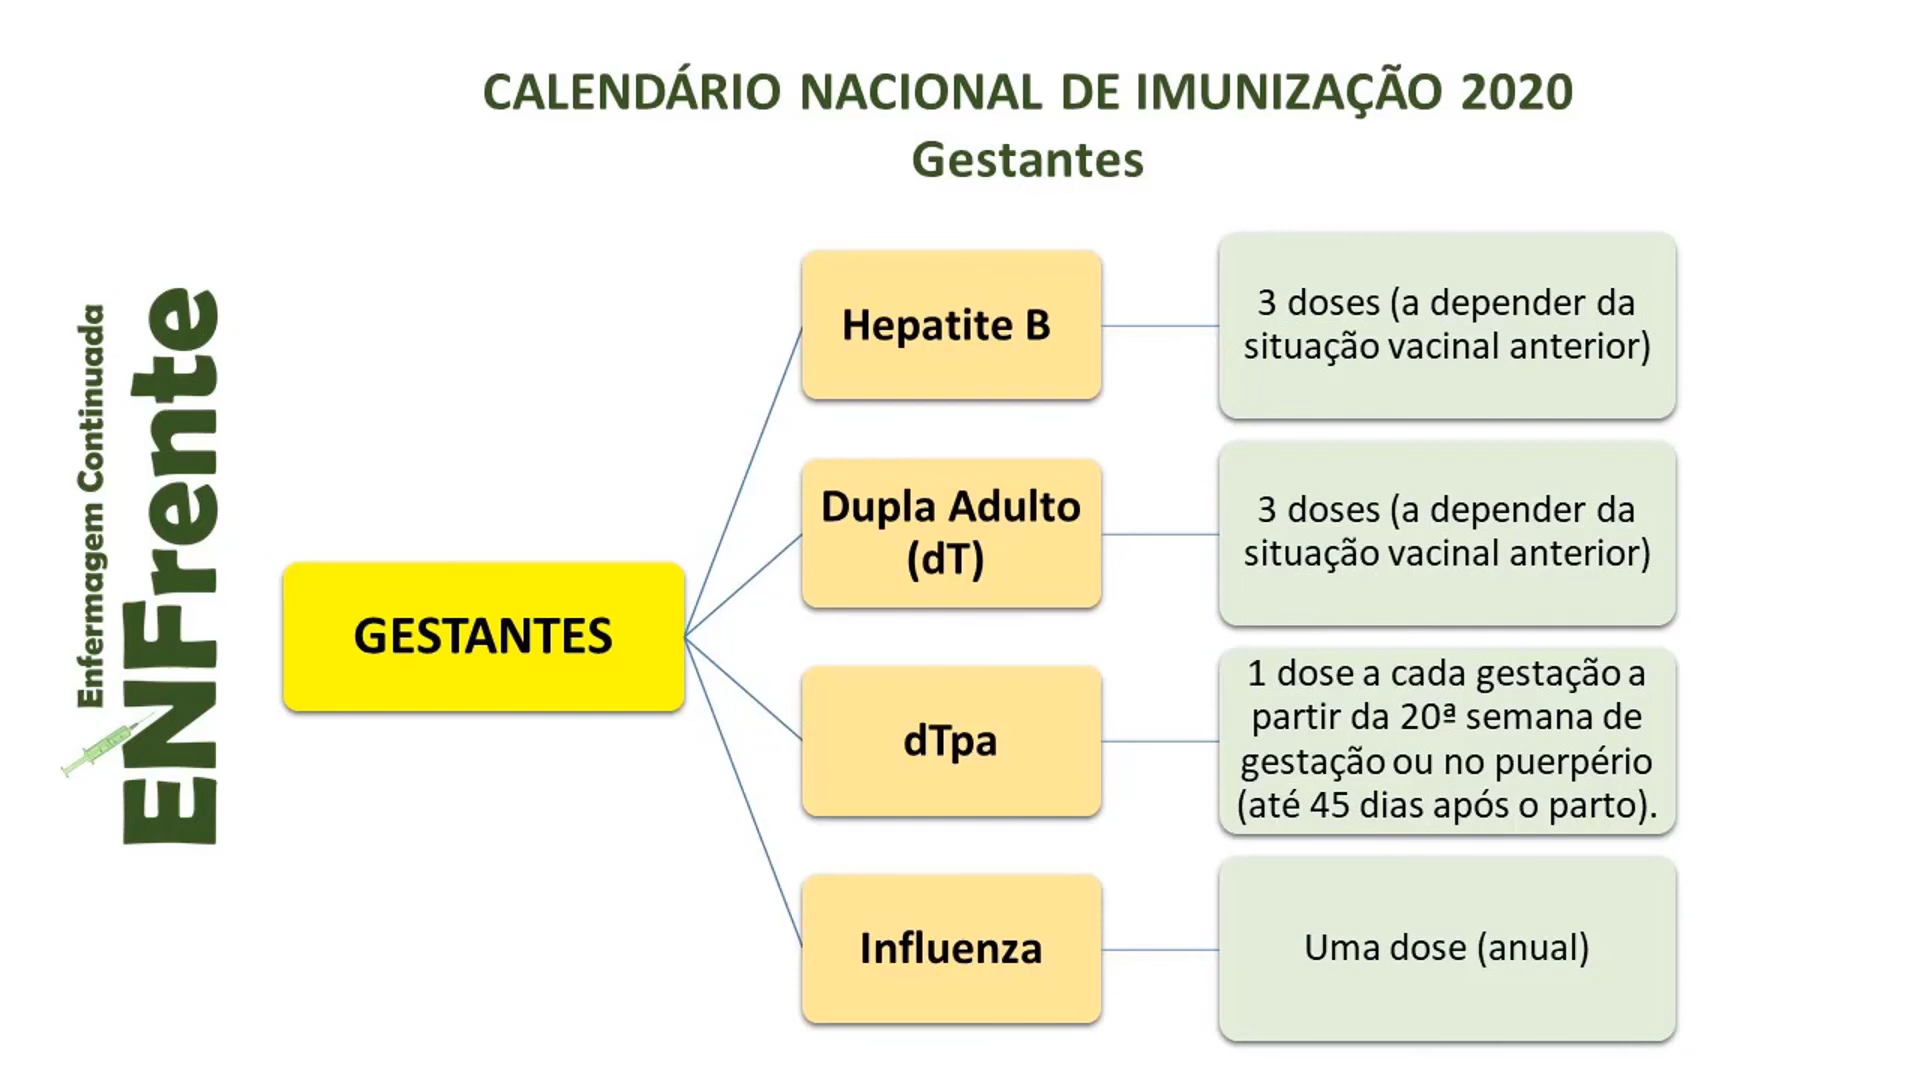 CALENDÁRIO NACIONAL DE IMUNIZAÇÃO 2020
Gestantes
Enfermagem Continuada
ENFrente
GESTANTES
Hepatite B
3 doses (a depender da
situação vacinal anterior)
Dupla Adulto
(dT)
3 doses (a depender da
situação vacinal anterior)
dTpa
1 dose a cada gestação a
partir da 20ª semana de
gestação ou no puerpério
(até 45 dias após o parto).
Influenza
Uma dose (anual)